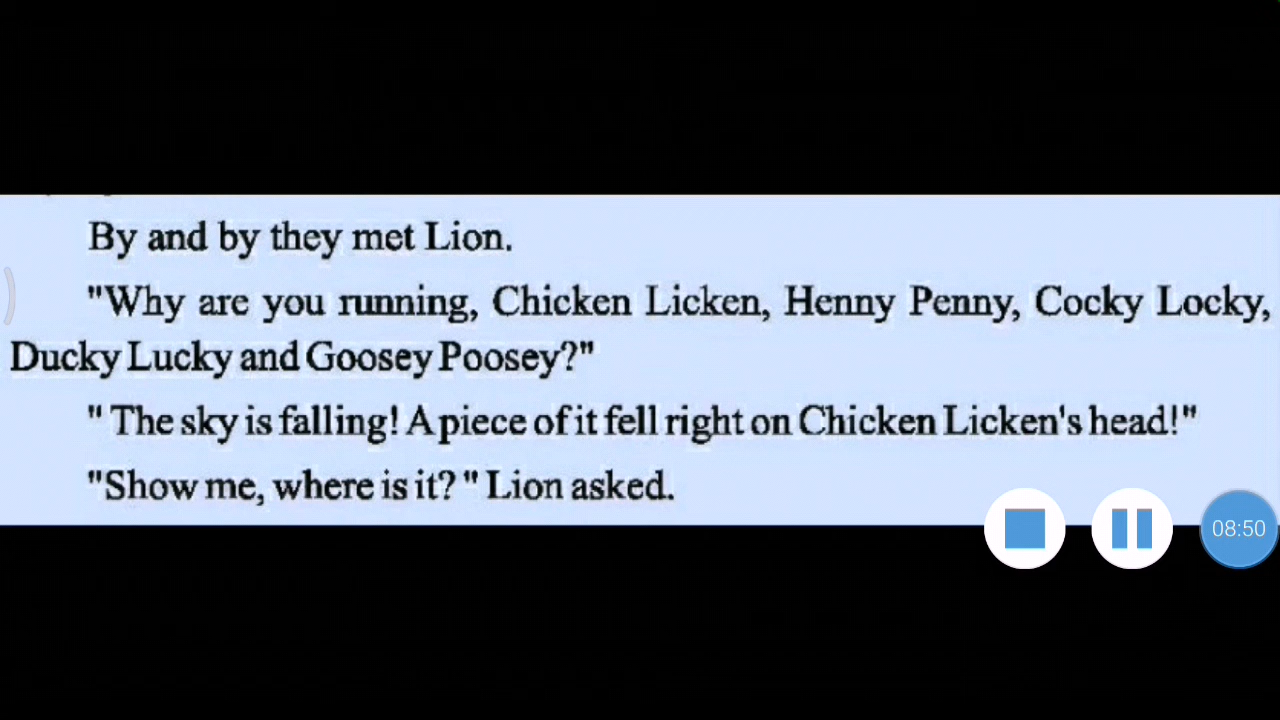 By and by they met Lion.
"Why are you running, Chicken Licken, Henny Penny, Cocky Locky,
Ducky Lucky and Goosey Poosey?"
" The sky is falling! A piece of it fell right on Chicken Licken's head!"
"Show me, where is it? " Lion asked.
08:50